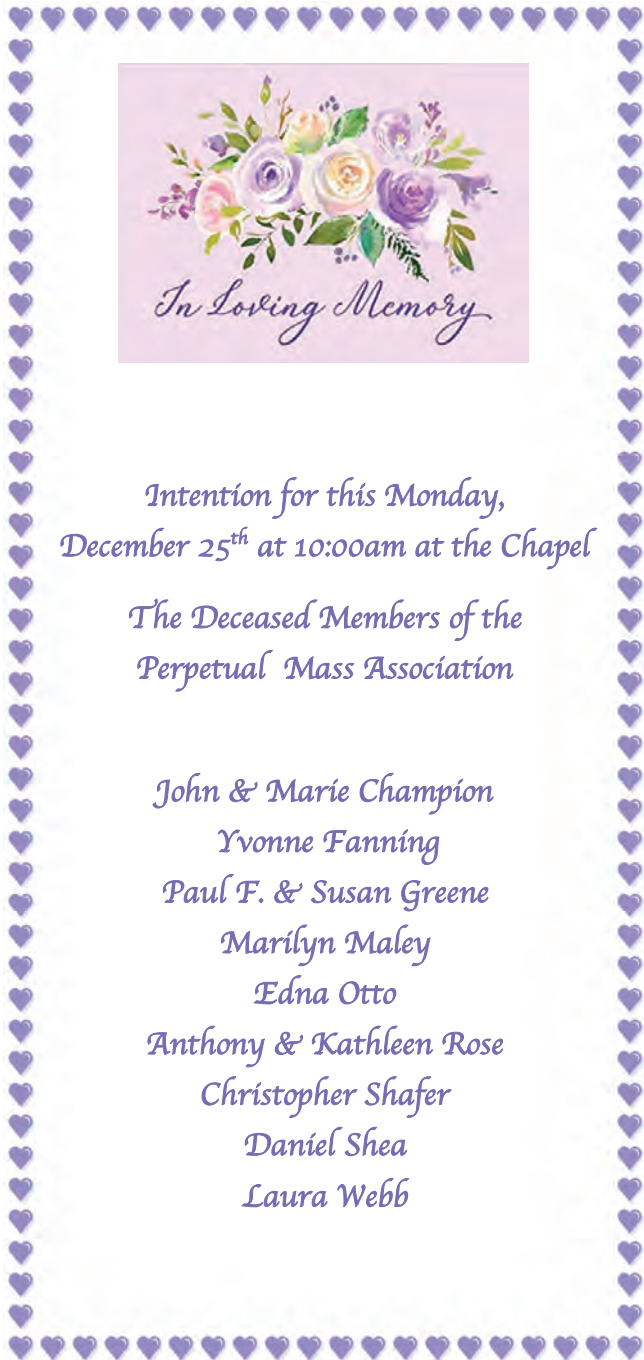 In Loving Memory
Intention for this Monday,
December 25th at 10:00am at the Chapel
The Deceased Members of the
Perpetual Mass Association
John & Marie Champion
Yvonne Fanning
Paul F. & Susan Greene
Marilyn Maley
Edna Otto
Anthony & Kathleen Rose
Christopher Shafer
Daniel Shea
Laura Webb